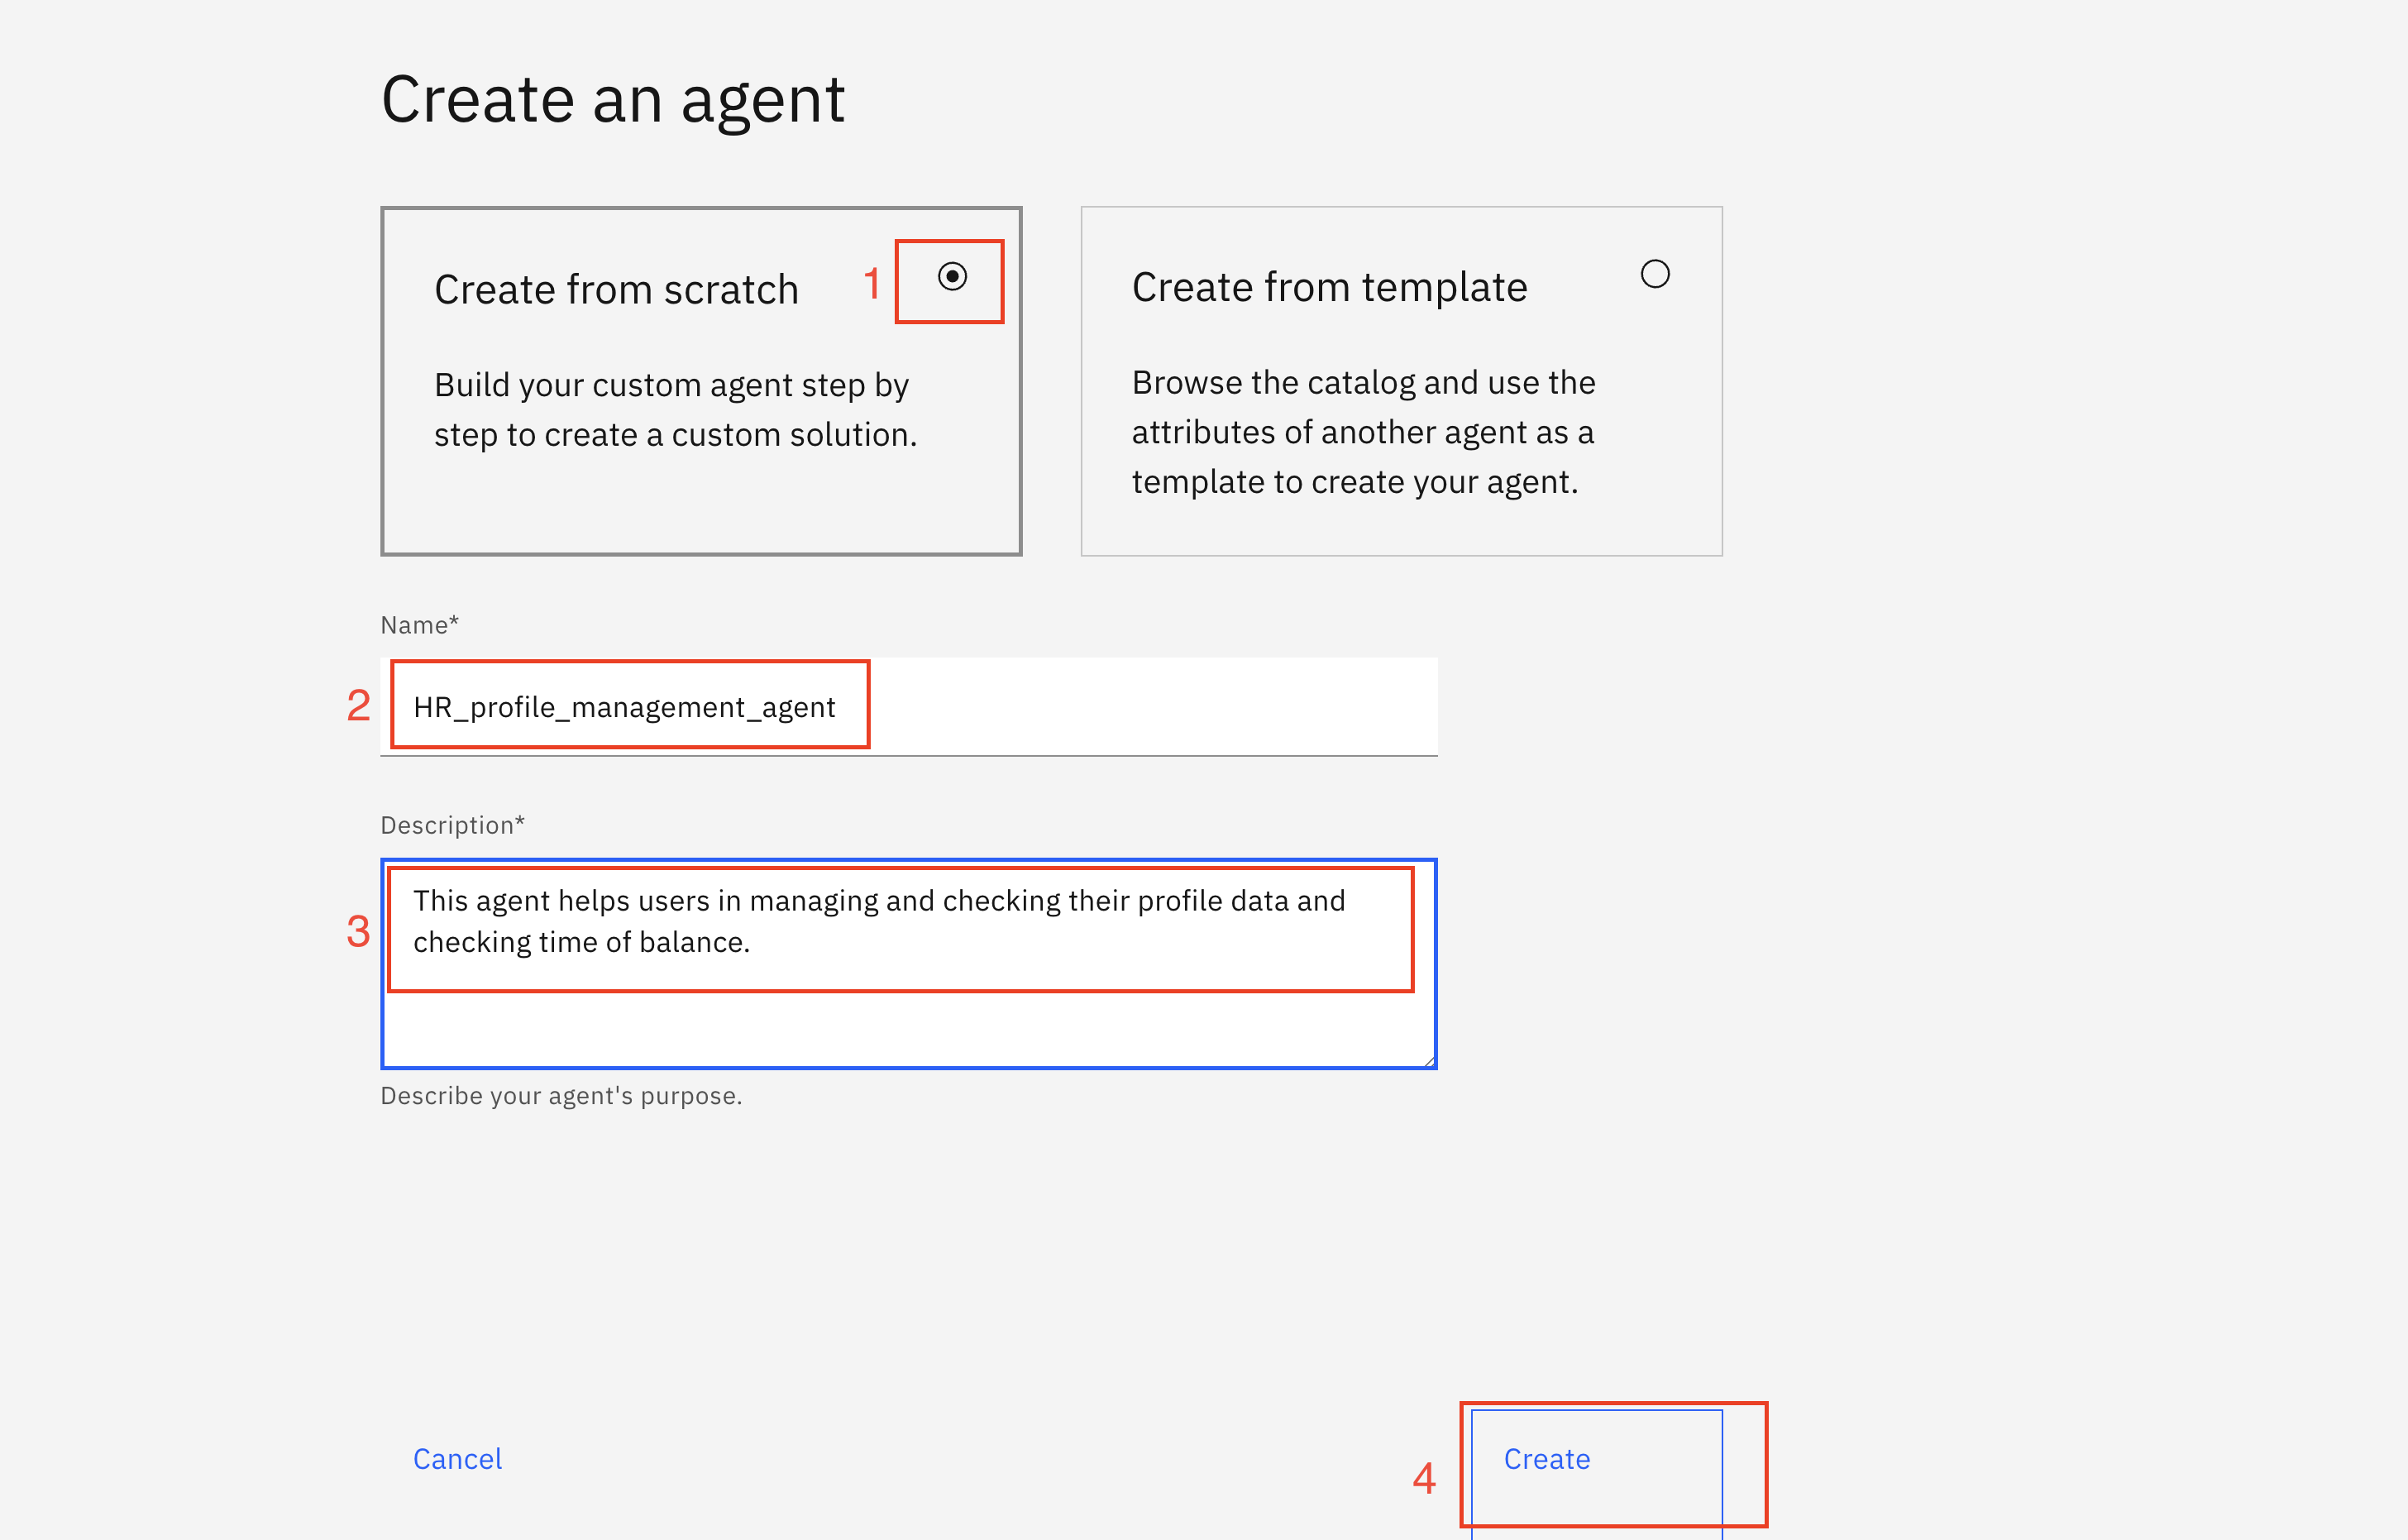 Create an agent
Create from scratch
1
Build your custom agent step by
step to create a custom solution.
Create from template
Browse the catalog and use the
attributes of another agent as a
template to create your agent.
Name*
2
HR_profile_management_agent
Description*
3
This agent helps users in managing and checking their profile data and
checking time of balance.
Describe your agent's purpose.
Cancel
4
Create